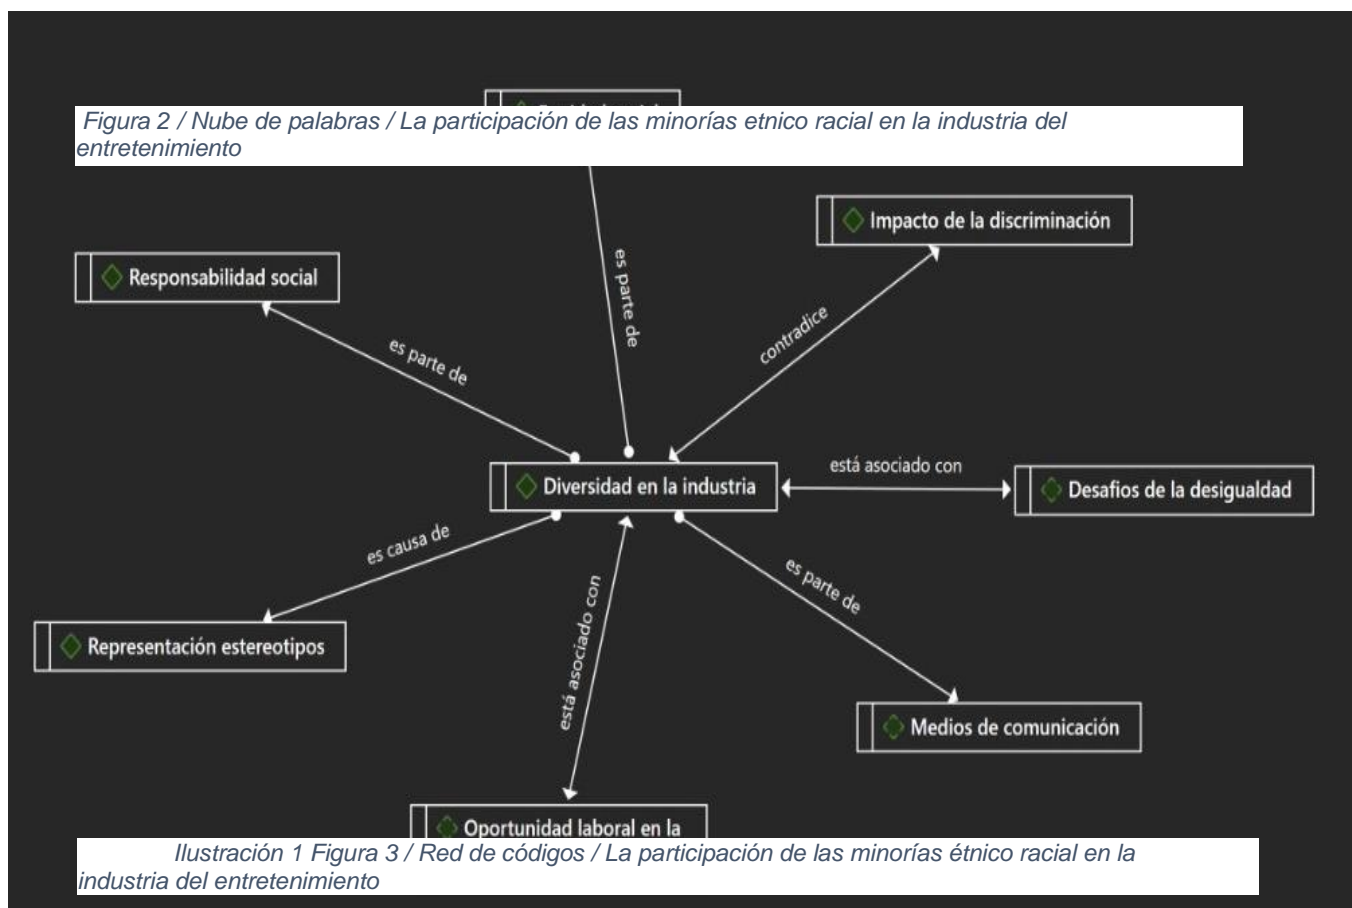 Figura 2 / Nube de palabras / La participación de las minorías etnico racial en la industria del
entretenimiento
Impacto de la discriminación
Responsabilidad social
es parte de
contradice
es parte de
Diversidad en la industria
está asociado con
Desafios de la desigualdad
es causa de
es parte de
está asociado con
Representación estereotipos
Medios de comunicación
Oportunidad laboral en la
Ilustración 1 Figura 3 / Red de códigos / La participación de las minorías étnico racial en la
industria del entretenimiento